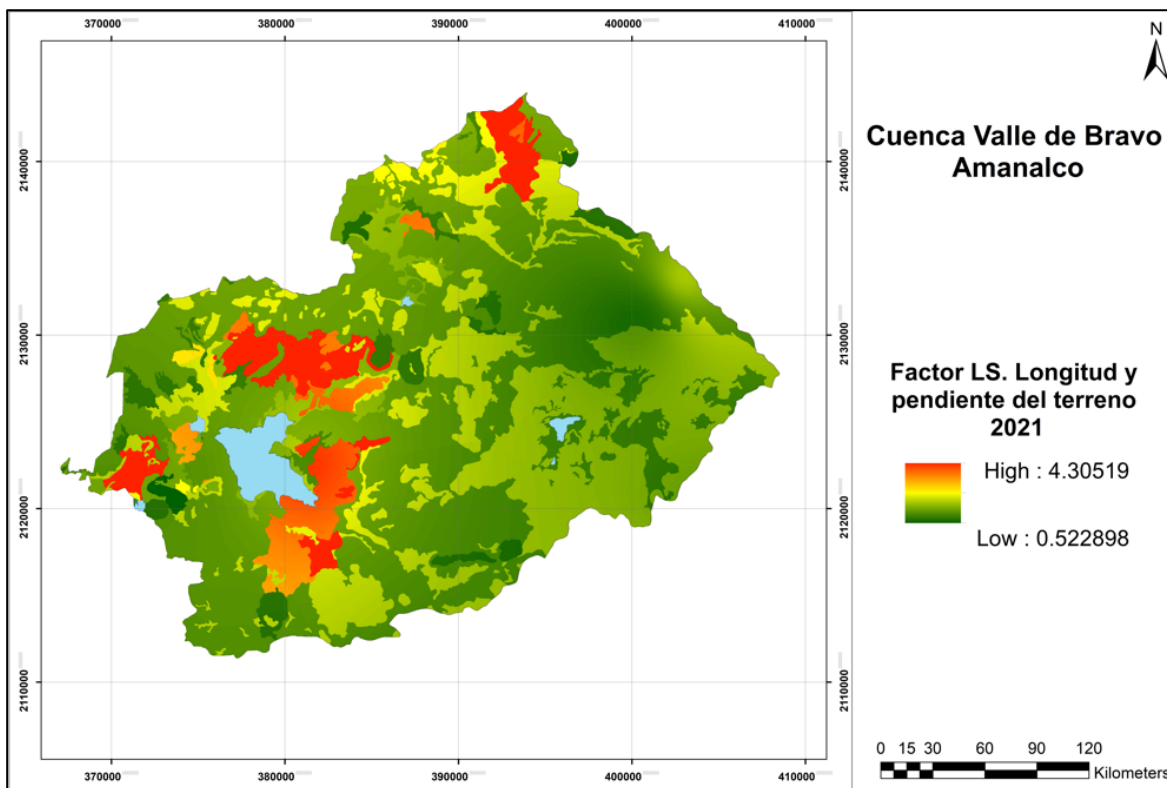 370000 380000 390000 400000 410000
2140000 2140000
2130000 2130000
2120000 2120000
2110000 2110000
370000 380000 390000 400000 410000
N
Cuenca Valle de Bravo
Amanalco
Factor LS. Longitud y
pendiente del terreno
2021
High : 4.30519
Low : 0.522898
0 15 30 60 90 120
Kilometers